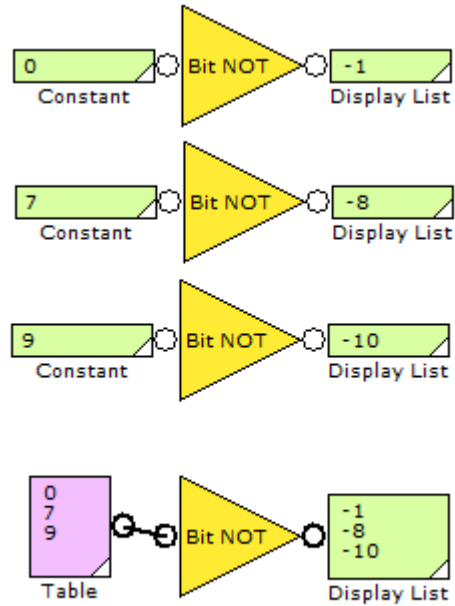 0 Bit NOT -1
Constant Display List
7 Bit NOT -8
Constant Display List
9 Bit NOT -10
Constant Display List
0
7
9
Bit NOT
-1
-8
-10
Table Display List